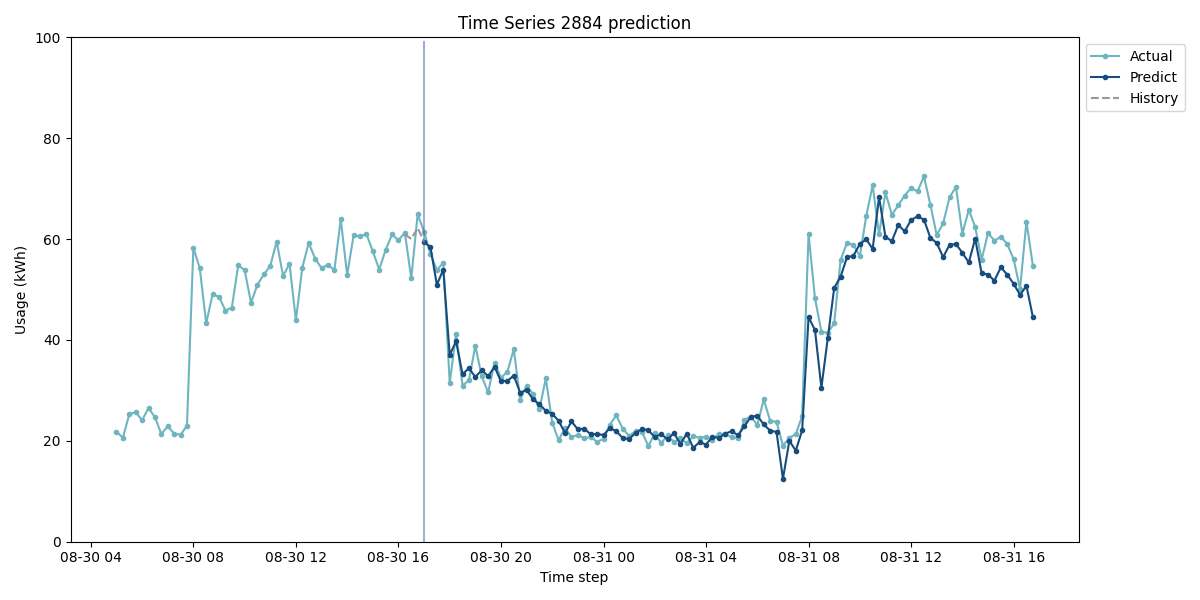 Time Series 2884 prediction
100
80
60
40
20
0
Usage (kWh)
08-30 04
08-30 08
08-30 12
08-30 16
08-30 20
08-31 00
08-31 04
08-31 08
08-31 12
08-31 16
Time step
Actual
Predict
History